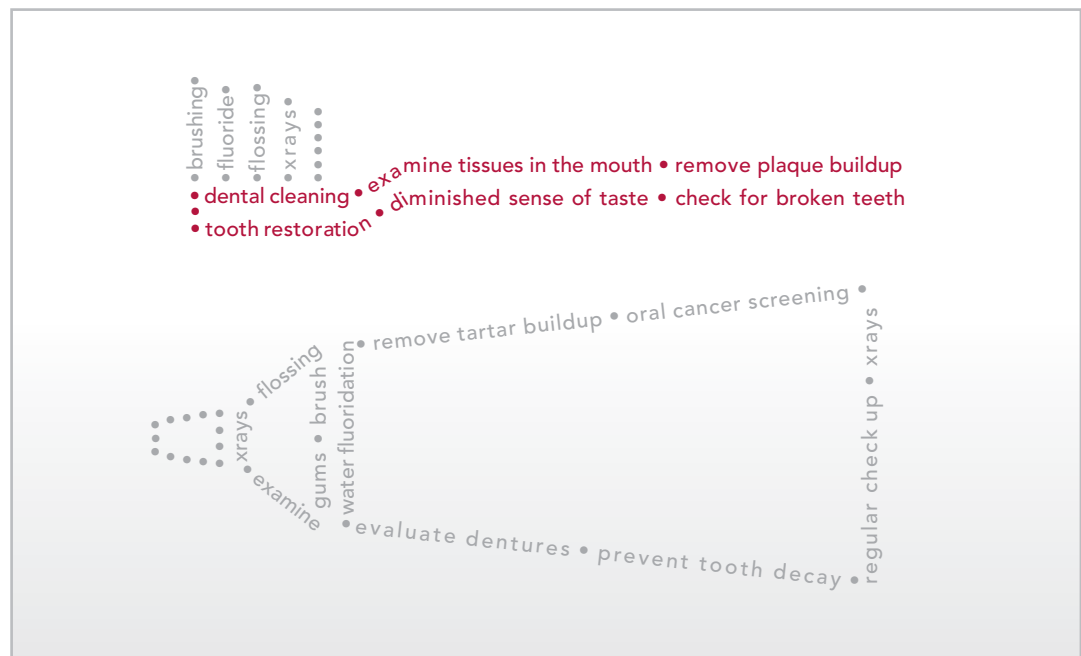 brushing
fluoride
flossing
xrays
• dental cleaning • examine tissues in the mouth • remove plaque buildup
• tooth restoration • diminished sense of taste • check for broken teeth
xrays
• flossing
• examine
gums • brush
• water fluoridation
• remove tartar buildup • oral cancer screening •
evaluate dentures • prevent tooth decay •
regular check up • xrays